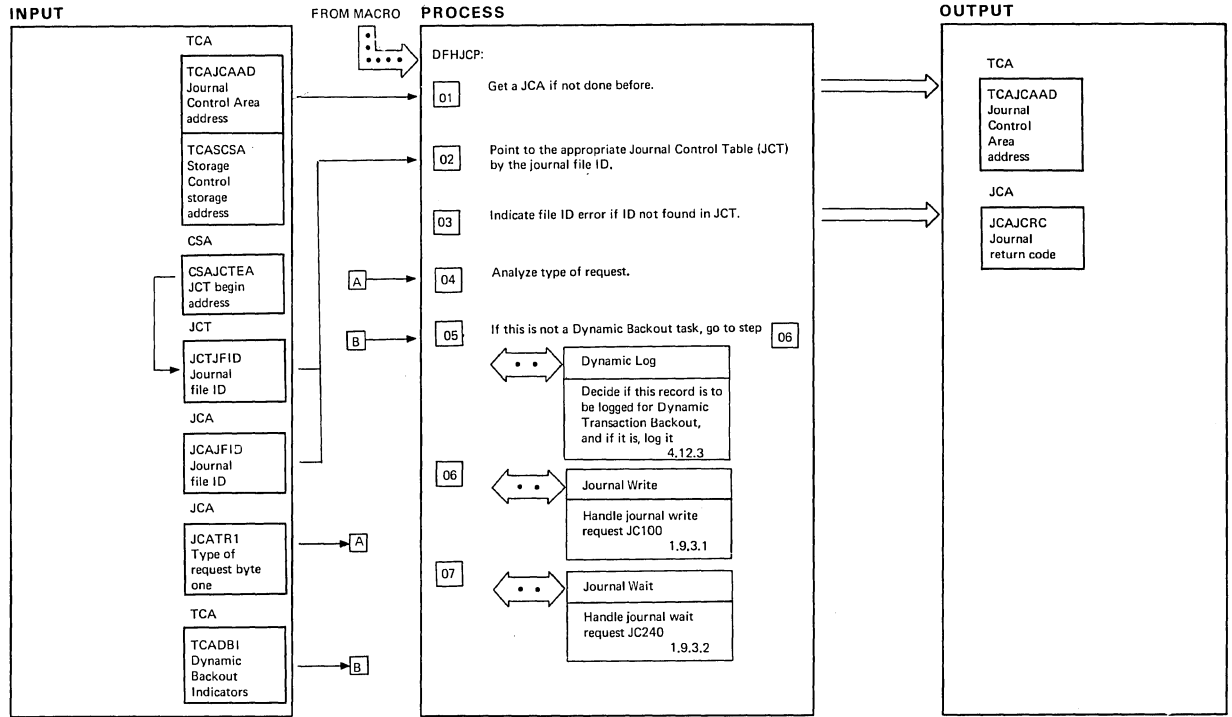 INPUT
TCA
TCAJCAAD
Journal
Control Area
address
TCASCSA
Storage
Control
storage
address
CSA
CSAJCTEA
JCT begin
address
JCT
JCTJFID
Journal
file ID
JCA
JCAJFID
Journal
file ID
JCA
JCATR1
Type of
request byte
one
A
TCA
TCADBI
Dynamic
Backout
Indicators
B
FROM MACRO
PROCESS
DFHJCP:
01
Get a JCA if not done before.
02
Point to the appropriate Journal Control Table (JCT)
by the journal file ID.
03
Indicate file ID error if ID not found in JCT.
A
04
Analyze type of request.
B
05
If this is not a Dynamic Backout task, go to step 06
Dynamic Log
Decide if this record is to
be logged for Dynamic
Transaction Backout,
and if it is, log it
4.12.3
06
Journal Write
Handle journal write
request JC100
1.9.3.1
07
Journal Wait
Handle journal wait
request JC240
1.9.3.2
OUTPUT
TCA
TCAJCAAD
Journal
Control
Area
address
JCA
JCAJCRC
Journal
return code